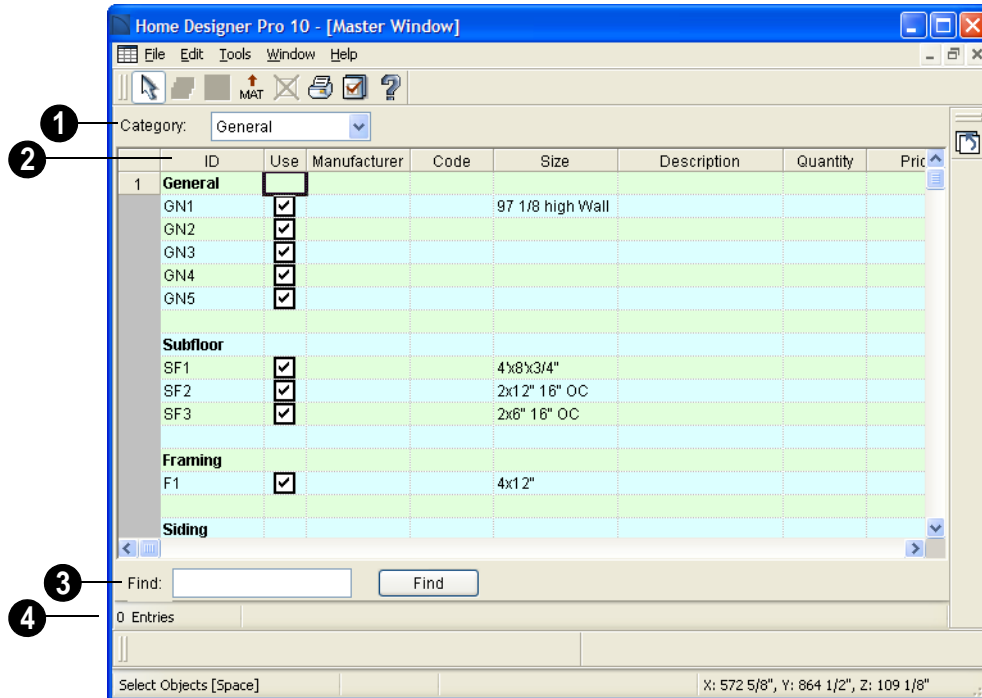 Home Designer Pro 10 - [Master Window]
File Edit Tools Window Help
MAT
1 Category: General
2 ID Use Manufacturer Code Size Description Quantity Pric
1 General
GN1 97 1/8 high Wall
GN2
GN3
GN4
GN5
Subfloor
SF1 4'x8'x3/4"
SF2 2x12" 16" OC
SF3 2x6" 16" OC
Framing
F1 4x12"
Siding
3 Find: Find
4 0 Entries
Select Objects [Space] X: 572 5/8", Y: 864 1/2", Z: 109 1/8"